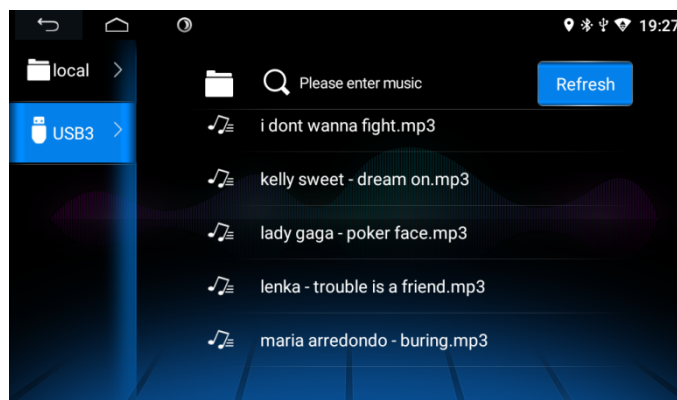 19:27
local
USB3
Please enter music
Refresh
i dont wanna fight.mp3
kelly sweet - dream on.mp3
lady gaga - poker face.mp3
lenka - trouble is a friend.mp3
maria arredondo - buring.mp3